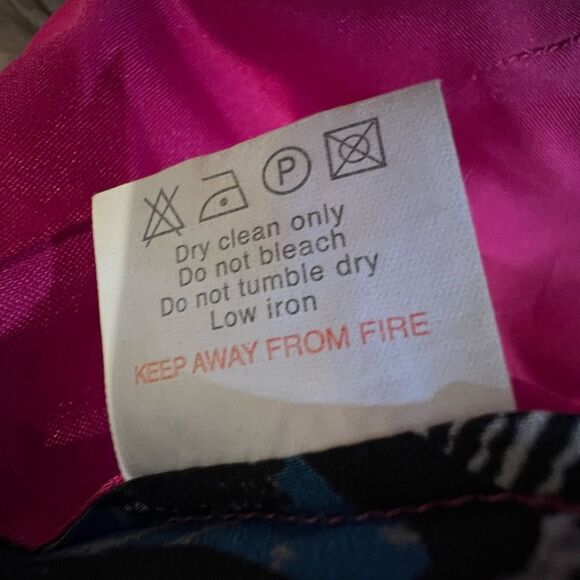 P
Dry clean only
Do not bleach
Do not tumble dry
Low iron
KEEP AWAY FROM FIRE